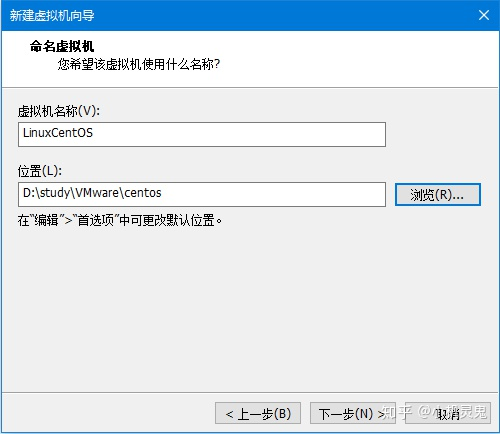 新建虚拟机向导
命名虚拟机
您希望该虚拟机使用什么名称?
虚拟机名称(V):
LinuxCentOS
位置(L):
D:\study\VMware\centos
浏览(R)...
在“编辑”>“首选项”中可更改默认位置。
< 上一步(B)
下一步(N) >
取消
知乎